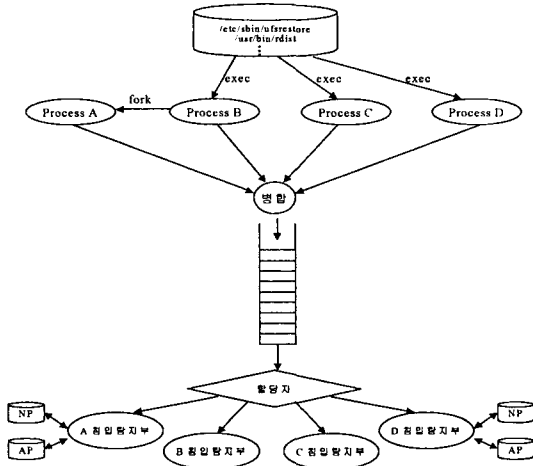 /etc/sbin/ufsrestore
/usr/bin/rdist
exec
exec
exec
fork
Process A
Process B
Process C
Process D
병합
할당자
NP
AP
A 침입탐지부
B 침입탐지부
C 침입탐지부
D 침입탐지부
NP
AP